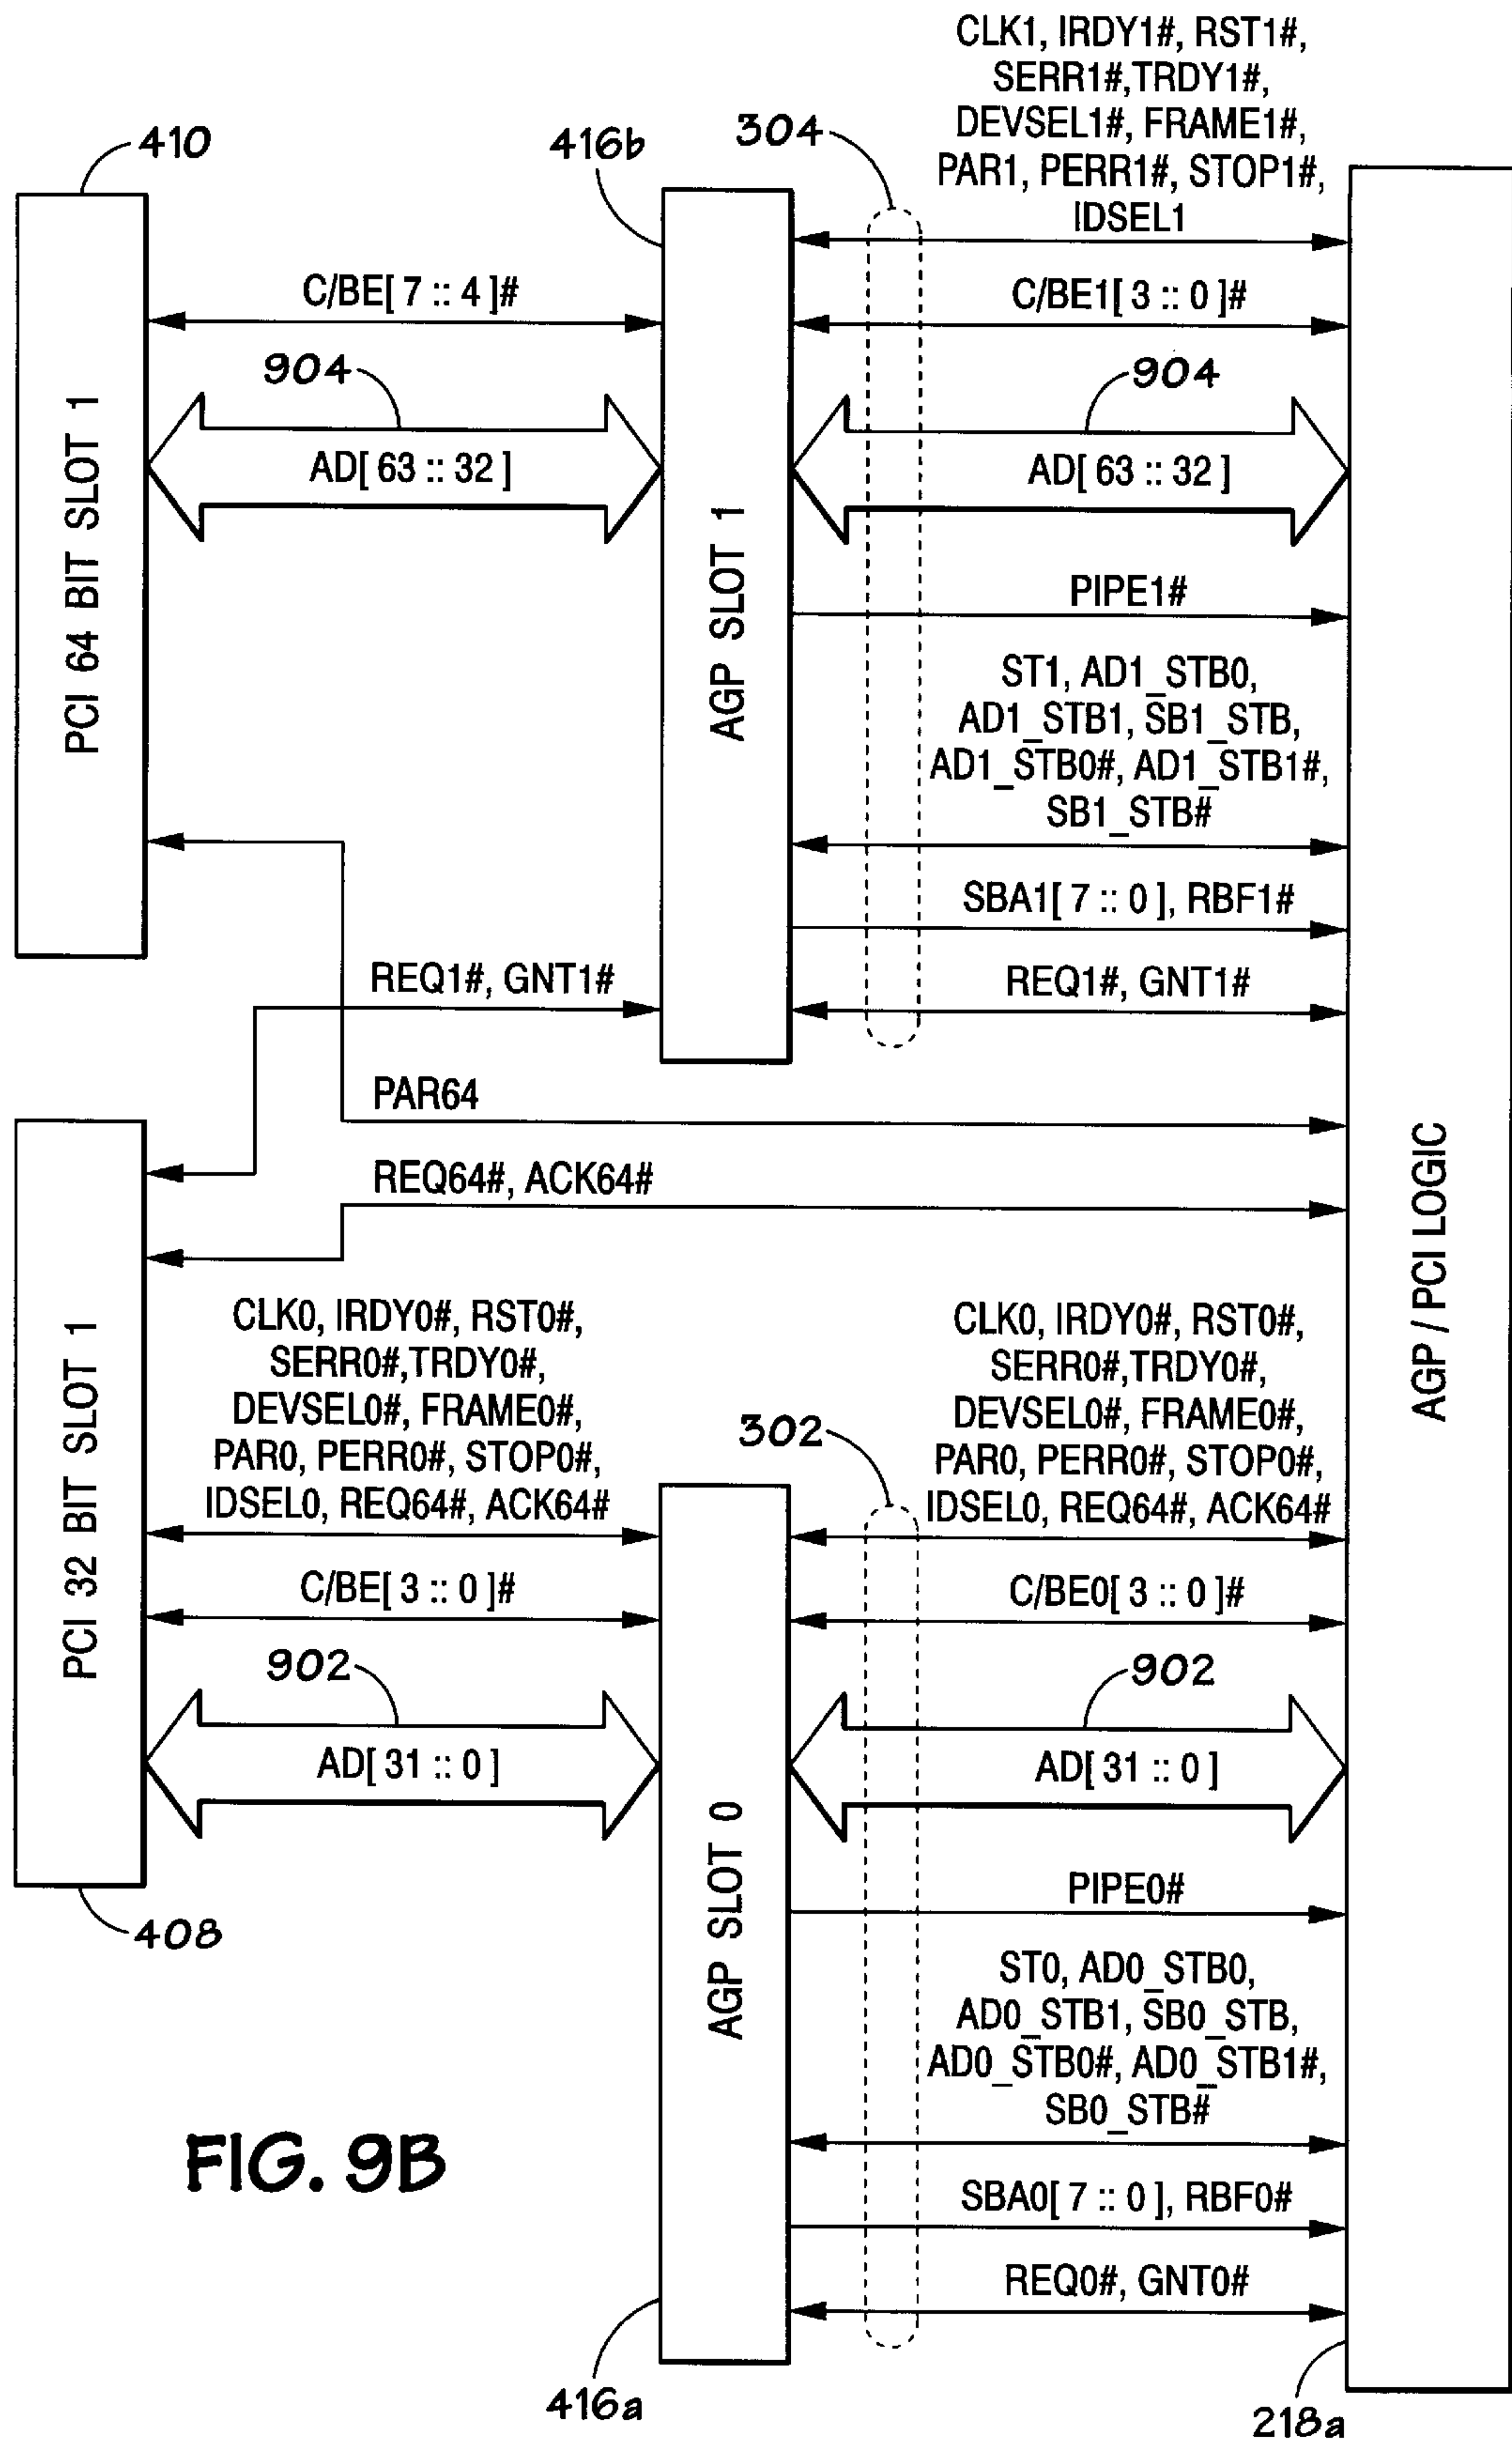 CLK1, IRDY1#, RST1#,
SERR1#,TRDY1#,
DEVSEL1#, FRAME1#,
PAR1, PERR1#, STOP1#,
IDSEL1
410
416b
304
C/BE[ 7 :: 4 ]#
C/BE1[ 3 :: 0 ]#
904
904
AD[ 63 :: 32 ]
AD[ 63 :: 32 ]
PCI 64 BIT SLOT 1
AGP SLOT 1
PIPE1#
ST1, AD1_STB0,
AD1_STB1, SB1_STB,
AD1_STB0#, AD1_STB1#,
SB1_STB#
SBA1[ 7 :: 0 ], RBF1#
REQ1#, GNT1#
REQ1#, GNT1#
PAR64
REQ64#, ACK64#
AGP / PCI LOGIC
PCI 32 BIT SLOT 1
CLK0, IRDY0#, RST0#,
SERR0#,TRDY0#,
DEVSEL0#, FRAME0#,
PAR0, PERR0#, STOP0#,
IDSEL0, REQ64#, ACK64#
CLK0, IRDY0#, RST0#,
SERR0#,TRDY0#,
DEVSEL0#, FRAME0#,
PAR0, PERR0#, STOP0#,
IDSEL0, REQ64#, ACK64#
302
C/BE[ 3 :: 0 ]#
C/BE0[ 3 :: 0 ]#
902
902
AD[ 31 :: 0 ]
AD[ 31 :: 0 ]
AGP SLOT 0
PIPE0#
408
ST0, AD0_STB0,
AD0_STB1, SB0_STB,
AD0_STB0#, AD0_STB1#,
SB0_STB#
SBA0[ 7 :: 0 ], RBF0#
REQ0#, GNT0#
FIG. 9B
416a
218a